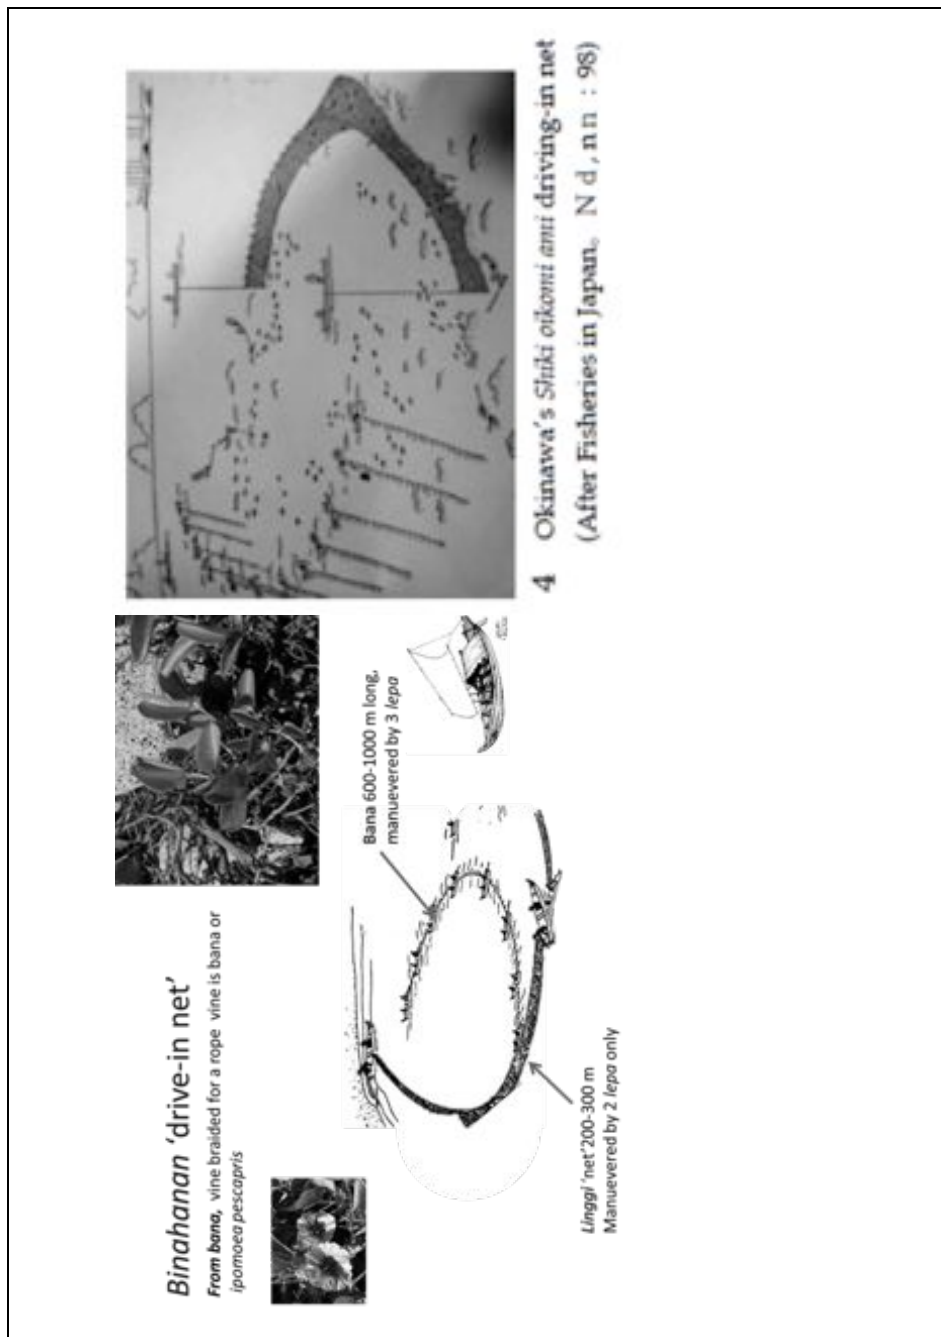 Binahanan ‘drive-in net’
From bana, vine braided for a rope vine is bana or
ipomoea pescapris
Bana 600-1000 m long,
manuevered by 3 lepa
Linggi ‘net’200-300 m
Manuevered by 2 lepa only
4 Okinawa's Shiki oikomi ami driving-in net
(After Fisheries in Japan。 N d , n n : 98)